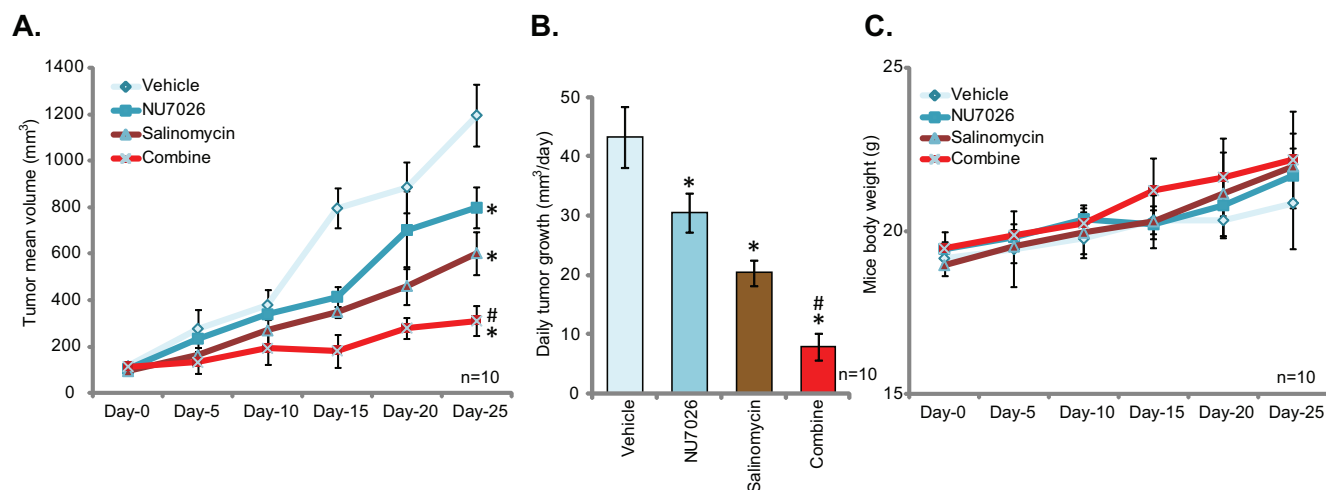 A.
Tumor mean volume (mm³)
1400
1200
1000
800
600
400
200
0
Vehicle
NU7026
Salinomycin
Combine
*
*
#
*
n=10
Day-0 Day-5 Day-10 Day-15 Day-20 Day-25
B.
Daily tumor growth (mm³/day)
50
40
30
20
10
0
*
*
#
*
n=10
Vehicle
NU7026
Salinomycin
Combine
C.
Mice body weight (g)
25
20
15
Vehicle
NU7026
Salinomycin
Combine
n=10
Day-0 Day-5 Day-10 Day-15 Day-20 Day-25